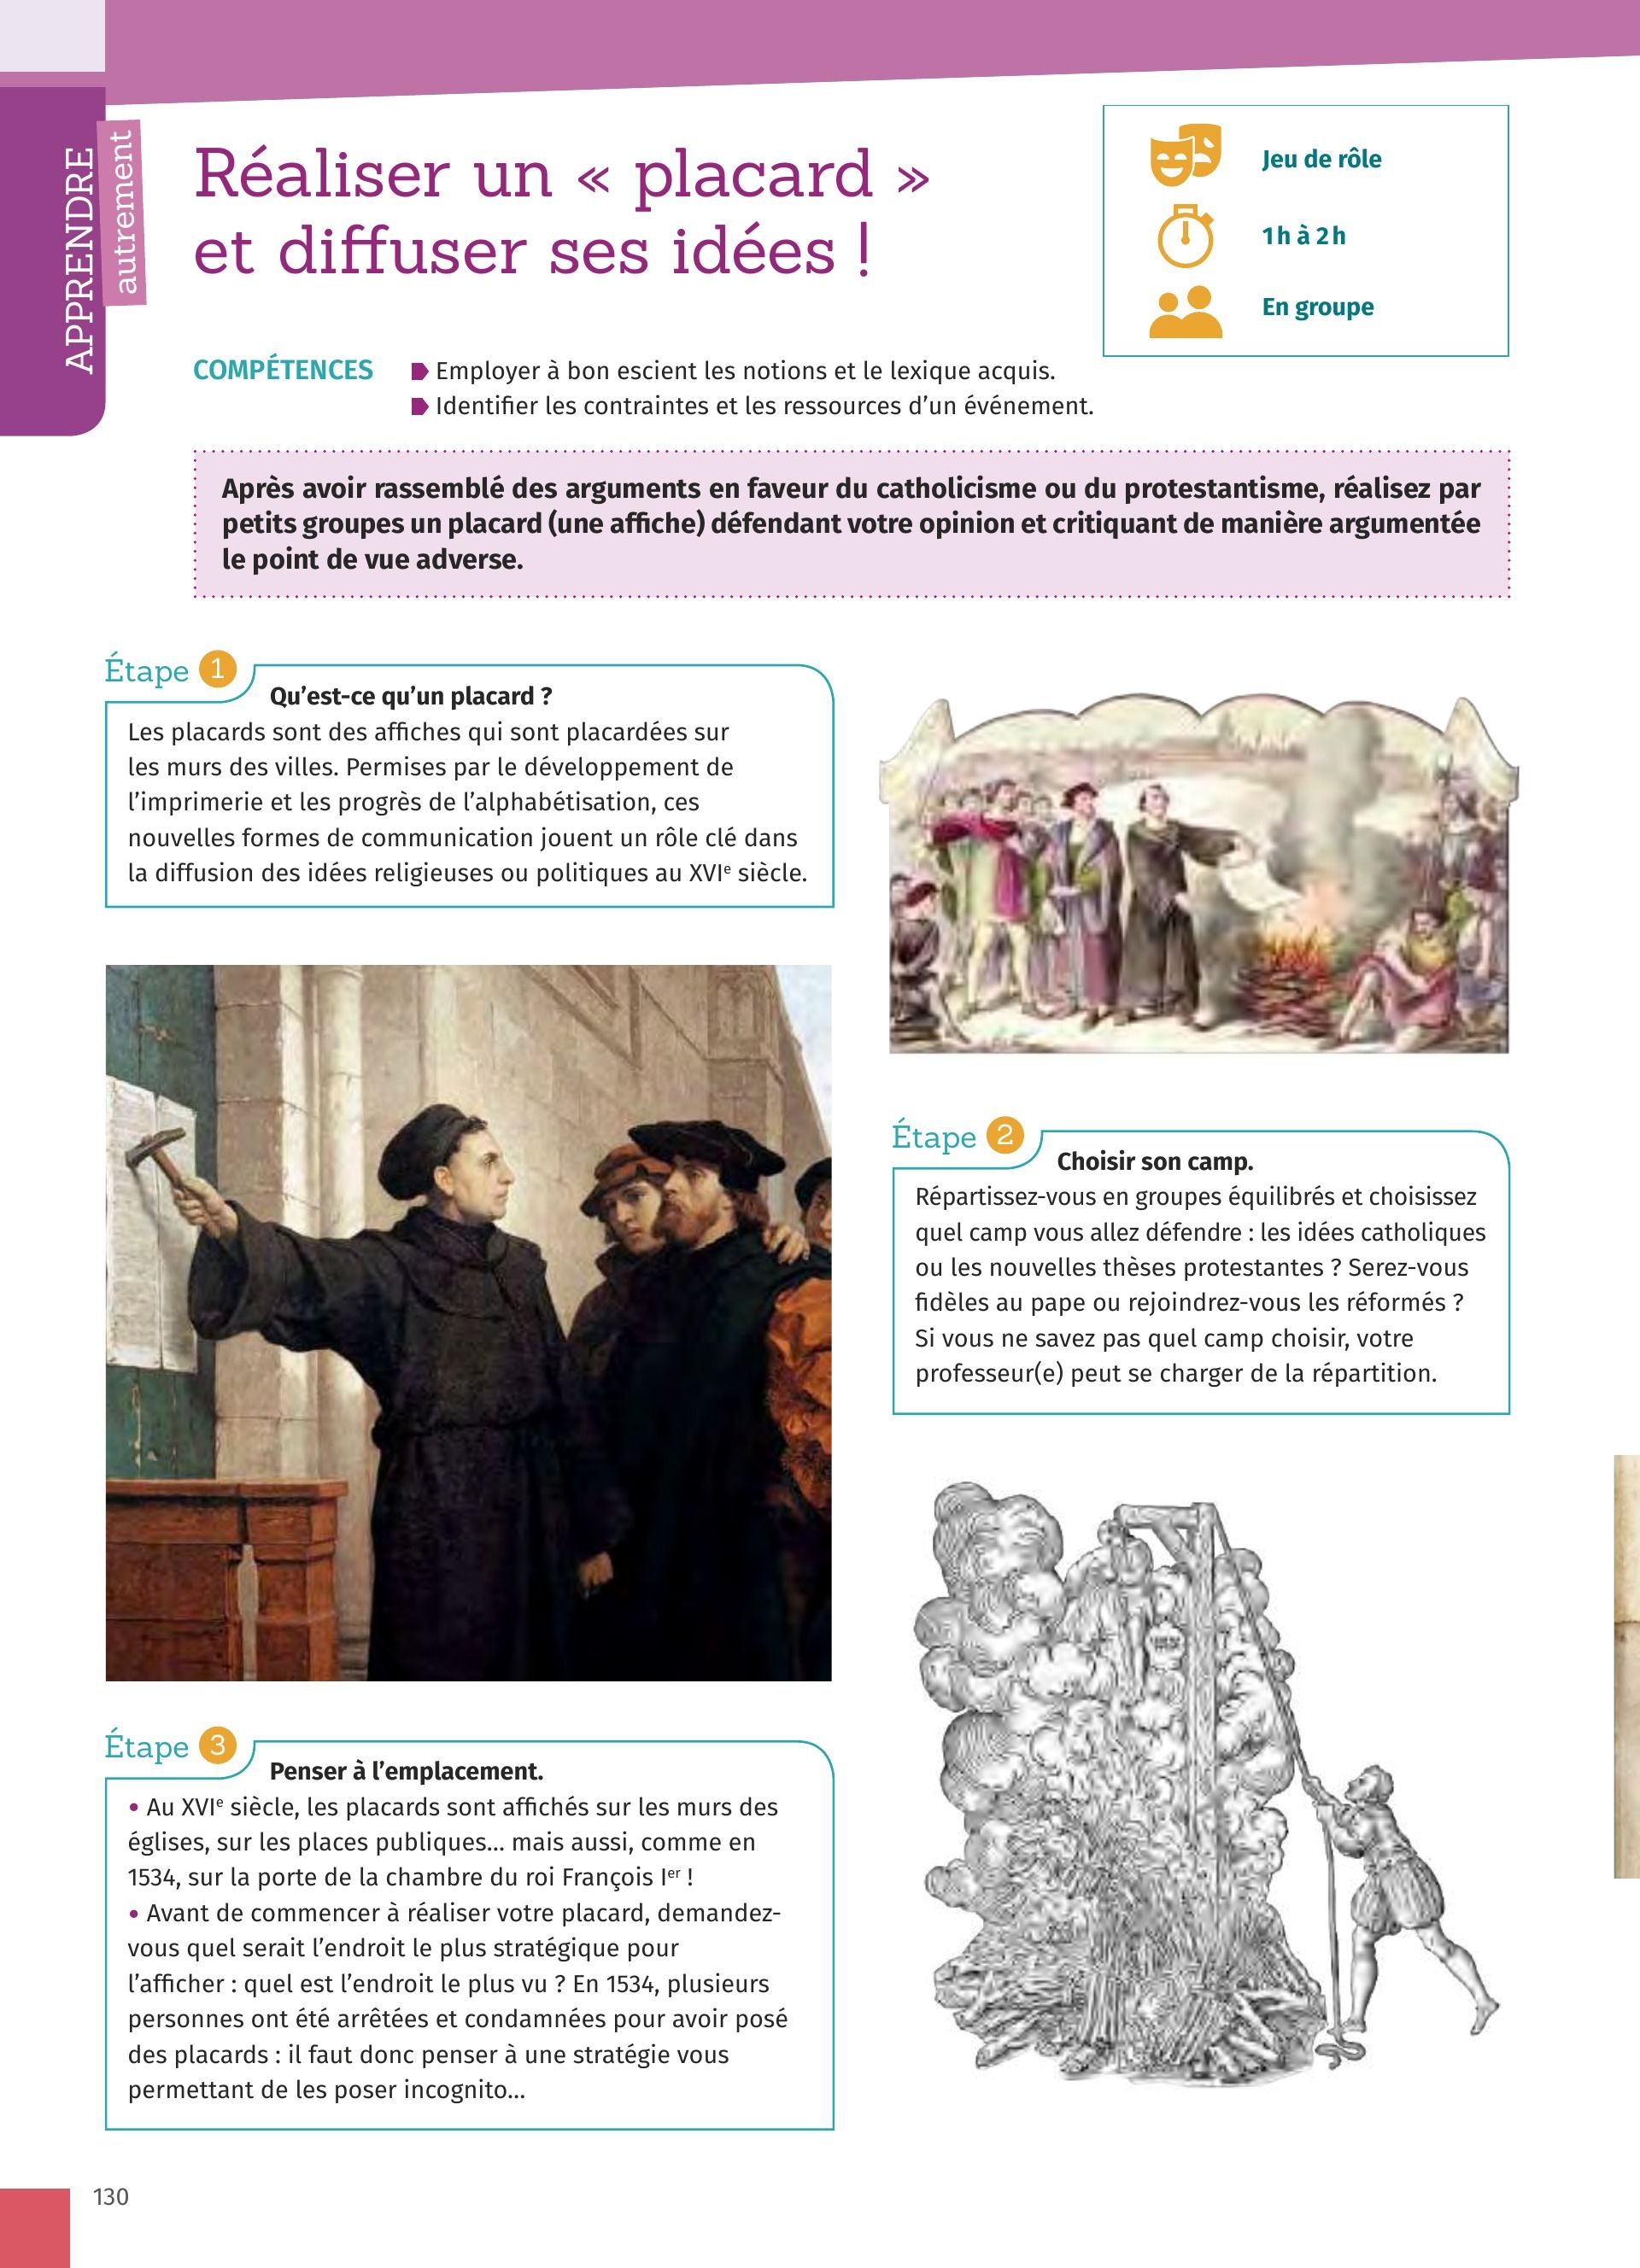 APPRENDRE
autrement
Réaliser un « placard »
et diffuser ses idées !
Jeu de rôle
1 h à 2 h
En groupe
COMPÉTENCES
Employer à bon escient les notions et le lexique acquis.
Identifier les contraintes et les ressources d’un événement.
Après avoir rassemblé des arguments en faveur du catholicisme ou du protestantisme, réalisez par
petits groupes un placard (une affiche) défendant votre opinion et critiquant de manière argumentée
le point de vue adverse.
Étape 1
Qu’est-ce qu’un placard ?
Les placards sont des affiches qui sont placardées sur
les murs des villes. Permises par le développement de
l’imprimerie et les progrès de l’alphabétisation, ces
nouvelles formes de communication jouent un rôle clé dans
la diffusion des idées religieuses ou politiques au XVIe siècle.
Étape 2
Choisir son camp.
Répartissez-vous en groupes équilibrés et choisissez
quel camp vous allez défendre : les idées catholiques
ou les nouvelles thèses protestantes ? Serez-vous
fidèles au pape ou rejoindrez-vous les réformés ?
Si vous ne savez pas quel camp choisir, votre
professeur(e) peut se charger de la répartition.
Étape 3
Penser à l’emplacement.
• Au XVIe siècle, les placards sont affichés sur les murs des
églises, sur les places publiques… mais aussi, comme en
1534, sur la porte de la chambre du roi François Ier !
• Avant de commencer à réaliser votre placard, demandez-
vous quel serait l’endroit le plus stratégique pour
l’afficher : quel est l’endroit le plus vu ? En 1534, plusieurs
personnes ont été arrêtées et condamnées pour avoir posé
des placards : il faut donc penser à une stratégie vous
permettant de les poser incognito…
130